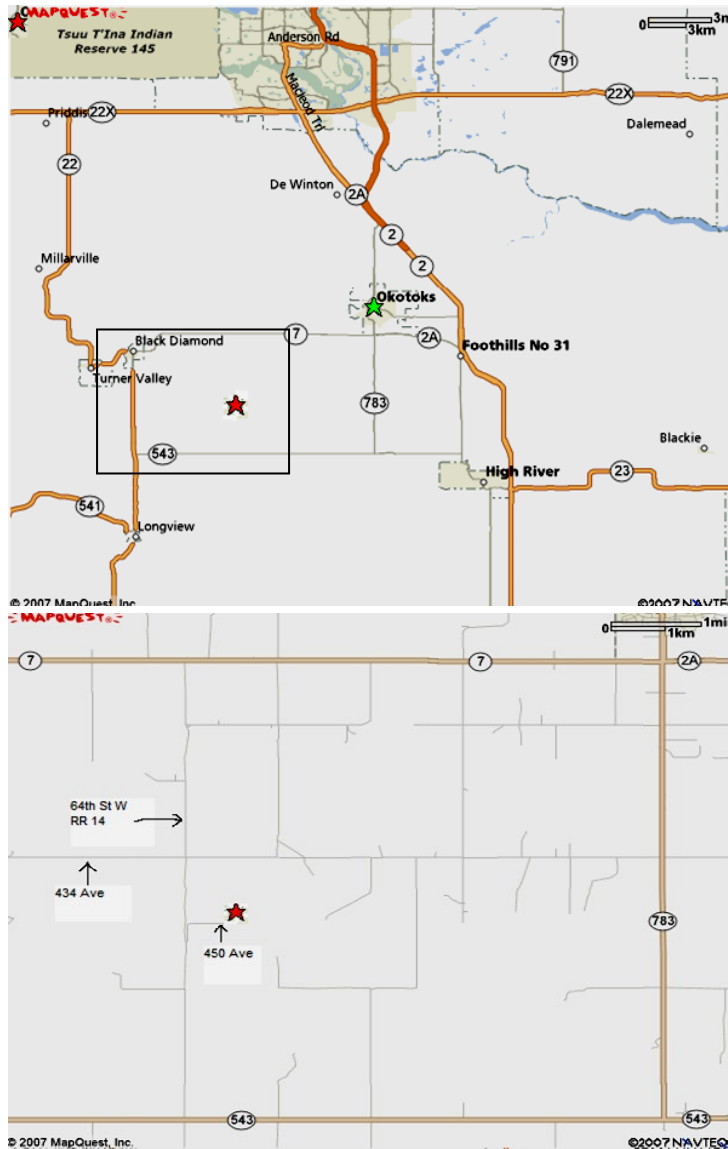 MAPQUEST
Tsuu T'Ina Indian
Reserve 145
Anderson Rd
Macleod Trl
791
0
3km
22X
22X
Priddis
Dalemead
22
De Winton
2A
2
2
Millarville
Okotoks
7
2A
Black Diamond
Foothills No 31
Turner Valley
783
Blackie
543
High River
23
541
Longview
© 2007 MapQuest, Inc.
©2007 NAVTEQ
MAPQUEST
0
1mi
1km
7
7
2A
64th St W
RR 14
434 Ave
450 Ave
783
543
543
© 2007 MapQuest, Inc.
©2007 NAVTEQ